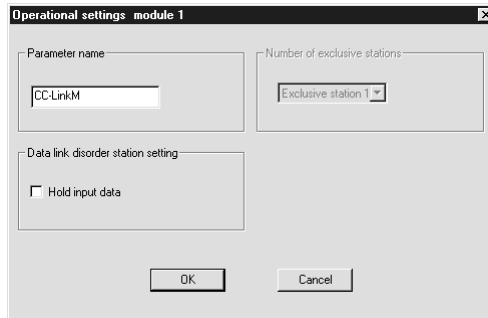 Operational settings module 1
Parameter name
CC-LinkM
Number of exclusive stations
Exclusive station 1
Data link disorder station setting
Hold input data
OK
Cancel